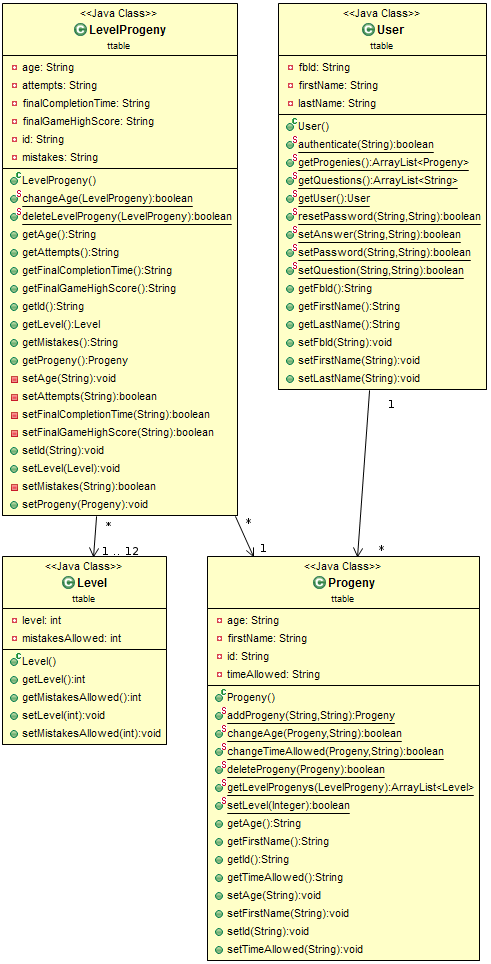 <<Java Class>>
LevelProgeny
ttable
age: String
attempts: String
finalCompletionTime: String
finalGameHighScore: String
id: String
mistakes: String
LevelProgeny()
changeAge(LevelProgeny):boolean
deleteLevelProgeny(LevelProgeny):boolean
getAge():String
getAttempts():String
getFinalCompletionTime():String
getFinalGameHighScore():String
getId():String
getLevel():Level
getMistakes():String
getProgeny():Progeny
setAge(String):void
setAttempts(String):boolean
setFinalCompletionTime(String):boolean
setFinalGameHighScore(String):boolean
setId(String):void
setLevel(Level):void
setMistakes(String):boolean
setProgeny(Progeny):void
<<Java Class>>
User
ttable
fbId: String
firstName: String
lastName: String
User()
authenticate(String):boolean
getProgenies():ArrayList<Progeny>
getQuestions():ArrayList<String>
getUser():User
resetPassword(String,String):boolean
setAnswer(String,String):boolean
setPassword(String,String):boolean
setQuestion(String,String):boolean
getFbId():String
getFirstName():String
getLastName():String
setFbId(String):void
setFirstName(String):void
setLastName(String):void
1
*
*
1 .. 12
*
1
<<Java Class>>
Level
ttable
level: int
mistakesAllowed: int
Level()
getLevel():int
getMistakesAllowed():int
setLevel(int):void
setMistakesAllowed(int):void
<<Java Class>>
Progeny
ttable
age: String
firstName: String
id: String
timeAllowed: String
Progeny()
addProgeny(String,String):Progeny
changeAge(Progeny,String):boolean
changeTimeAllowed(Progeny,String):boolean
deleteProgeny(Progeny):boolean
getLevelProgenys(LevelProgeny):ArrayList<Level>
setLevel(Integer):boolean
getAge():String
getFirstName():String
getId():String
getTimeAllowed():String
setAge(String):void
setFirstName(String):void
setId(String):void
setTimeAllowed(String):void